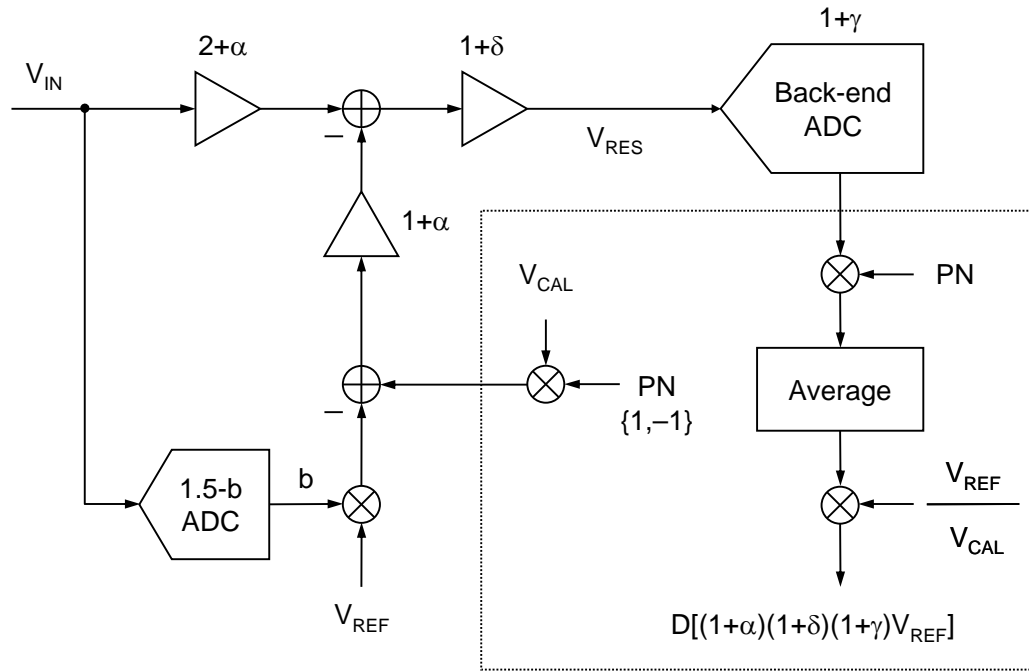 2+α
1+δ
1+γ
V_IN
Back-end
ADC
–
V_RES
1+α
PN
V_CAL
Average
–
PN
{1,–1}
1.5-b
ADC
b
V_REF
V_CAL
V_REF
D[(1+α)(1+δ)(1+γ)V_REF]